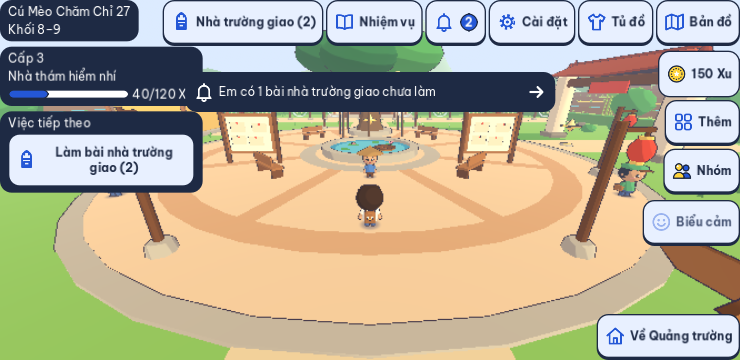 Cú Mèo Chăm Chỉ 27
Khối 8-9
Nhà trường giao (2)
Nhiệm vụ
2
Cài đặt
Tủ đồ
Bản đồ
Cấp 3
Nhà thám hiểm nhí
40/120 X
Em có 1 bài nhà trường giao chưa làm
150 Xu
Việc tiếp theo
Làm bài nhà trường
giao (2)
Thêm
Nhóm
Biểu cảm
Về Quảng trường